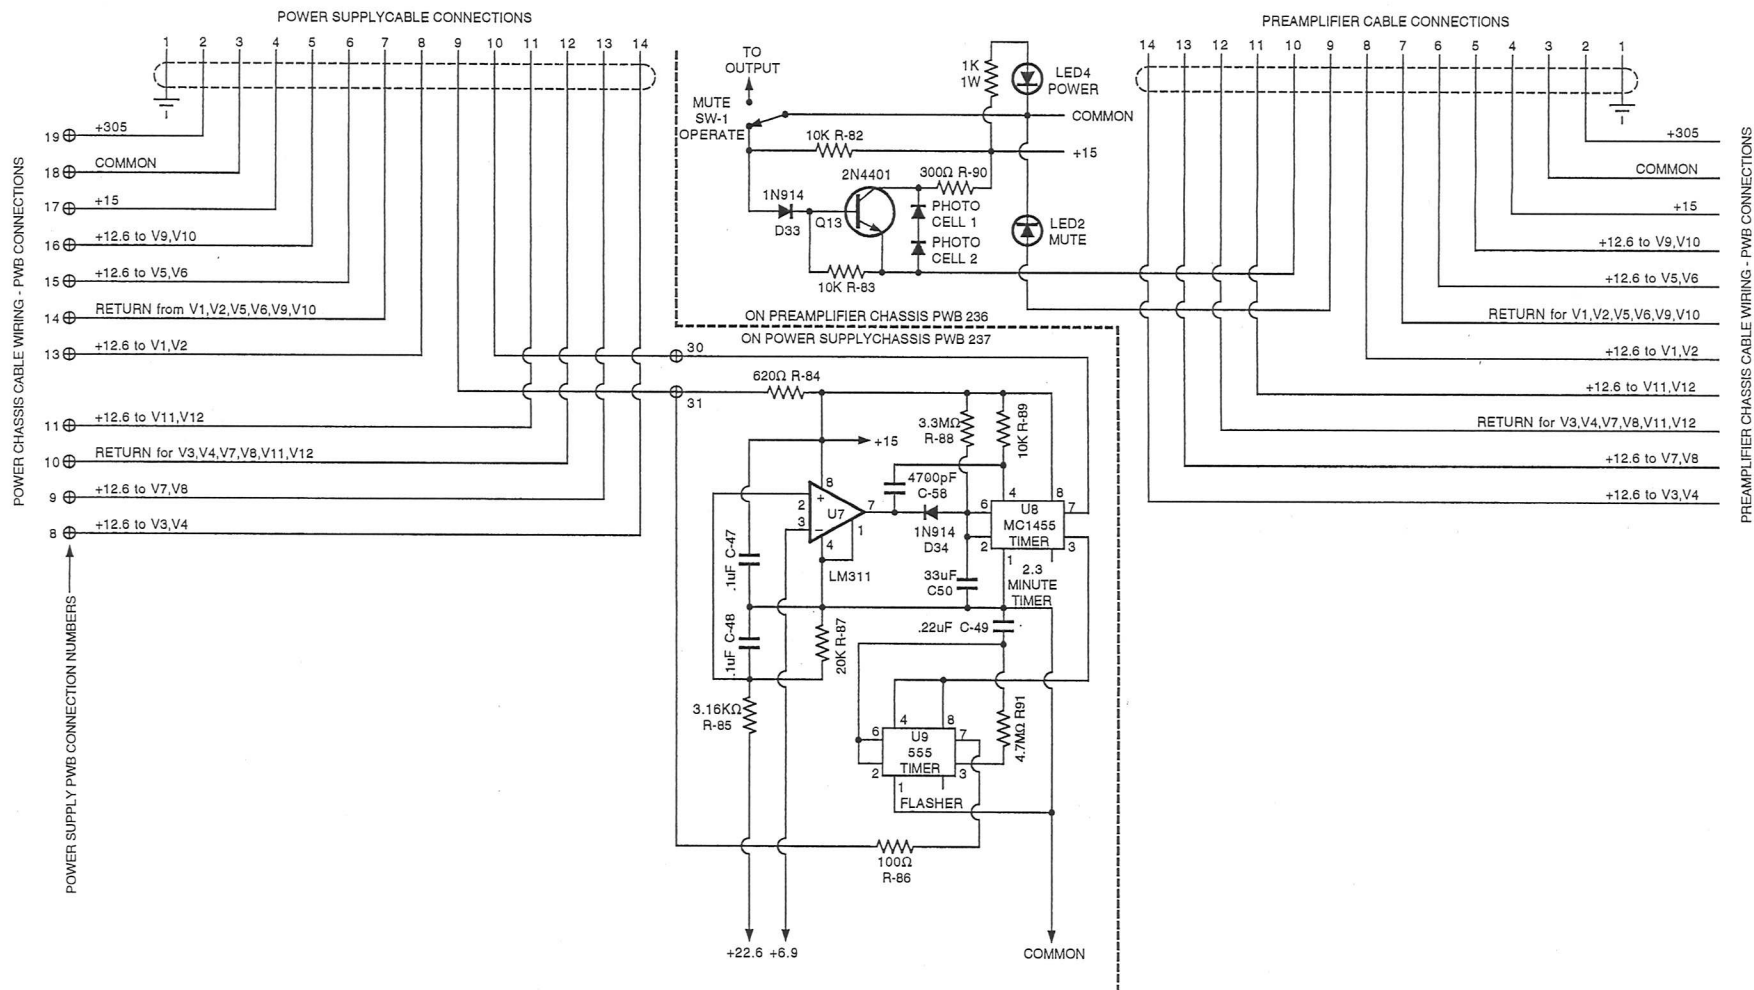 POWER SUPPLYCABLE CONNECTIONS
1 2 3 4 5 6 7 8 9 10 11 12 13 14
POWER CHASSIS CABLE WIRING - PWB CONNECTIONS
19 +305
18 COMMON
17 +15
16 +12.6 to V9,V10
15 +12.6 to V5,V6
14 RETURN from V1,V2,V5,V6,V9,V10
13 +12.6 to V1,V2
11 +12.6 to V11,V12
10 RETURN for V3,V4,V7,V8,V11,V12
9 +12.6 to V7,V8
8 +12.6 to V3,V4
POWER SUPPLY PWB CONNECTION NUMBERS
TO
OUTPUT
MUTE
SW-1
OPERATE
1K
1W
LED4
POWER
COMMON
10K R-82
+15
2N4401
300Ω R-90
1N914
D33
Q13
PHOTO
CELL 1
PHOTO
CELL 2
LED2
MUTE
10K R-83
ON PREAMPLIFIER CHASSIS PWB 236
ON POWER SUPPLYCHASSIS PWB 237
30
31
620Ω R-84
+15
3.3MΩ
R-88
10K R-89
4700pF
C-58
8
2
+
U7
7
3
−
4
1
LM311
1N914
D34
4
8
6
U8
7
MC1455
2
TIMER
3
1
2.3
MINUTE
TIMER
33uF
C50
.1uF C-47
.1uF C-48
20K R-87
.22uF C-49
3.16KΩ
R-85
4.7MΩ R91
4
8
6
U9
7
555
2
TIMER
3
1
FLASHER
100Ω
R-86
+22.6 +6.9
COMMON
PREAMPLIFIER CABLE CONNECTIONS
14 13 12 11 10 9 8 7 6 5 4 3 2 1
+305
COMMON
+15
+12.6 to V9,V10
+12.6 to V5,V6
RETURN for V1,V2,V5,V6,V9,V10
+12.6 to V1,V2
+12.6 to V11,V12
RETURN for V3,V4,V7,V8,V11,V12
+12.6 to V7,V8
+12.6 to V3,V4
PREAMPLIFIER CHASSIS CABLE WIRING - PWB CONNECTIONS